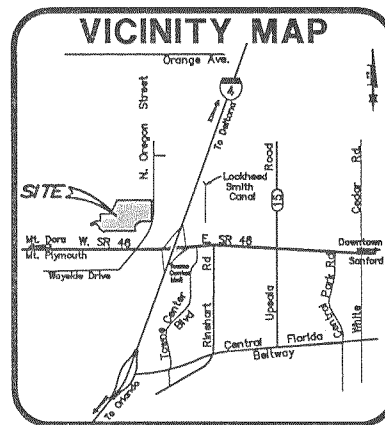 VICINITY MAP
Orange Ave.
N. Oregon Street
4
To Deltona
Road
Cedar Rd.
Lockheed
Smith
Canal
15
SITE
Mt. Dora W. SR 46
E. SR 46
Downtown
Sanford
Mt. Plymouth
Wayside Drive
Towne Center Blvd
Rinehart Rd
Upsala
Central Park Rd
White
Central Florida
Beltway
To Orlando